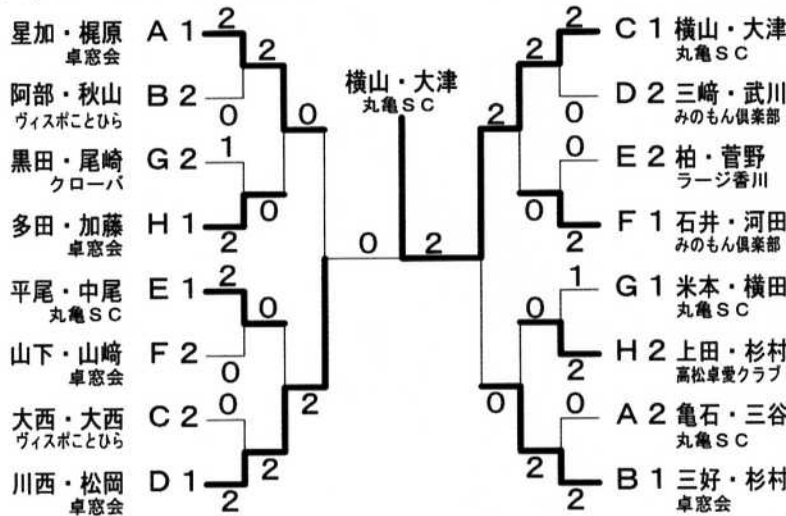 星加・梶原 A 1
卓窓会
阿部・秋山 B 2
ヴィスポことひら
黒田・尾崎 G 2
クローバ
多田・加藤 H 1
卓窓会
平尾・中尾 E 1
丸亀SC
山下・山﨑 F 2
卓窓会
大西・大西 C 2
ヴィスポことひら
川西・松岡 D 1
卓窓会
2
2
0
0
1
0
2
2
0
0
0
2
2
2
横山・大津
丸亀SC
0 2
2
2
2
0
0
0
2
1
0
2
0
0
2
2
C 1 横山・大津
丸亀SC
D 2 三﨑・武川
みのもん倶楽部
E 2 柏・菅野
ラージ香川
F 1 石井・河田
みのもん倶楽部
G 1 米本・横田
丸亀SC
H 2 上田・杉村
高松卓愛クラブ
A 2 亀石・三谷
丸亀SC
B 1 三好・杉村
卓窓会